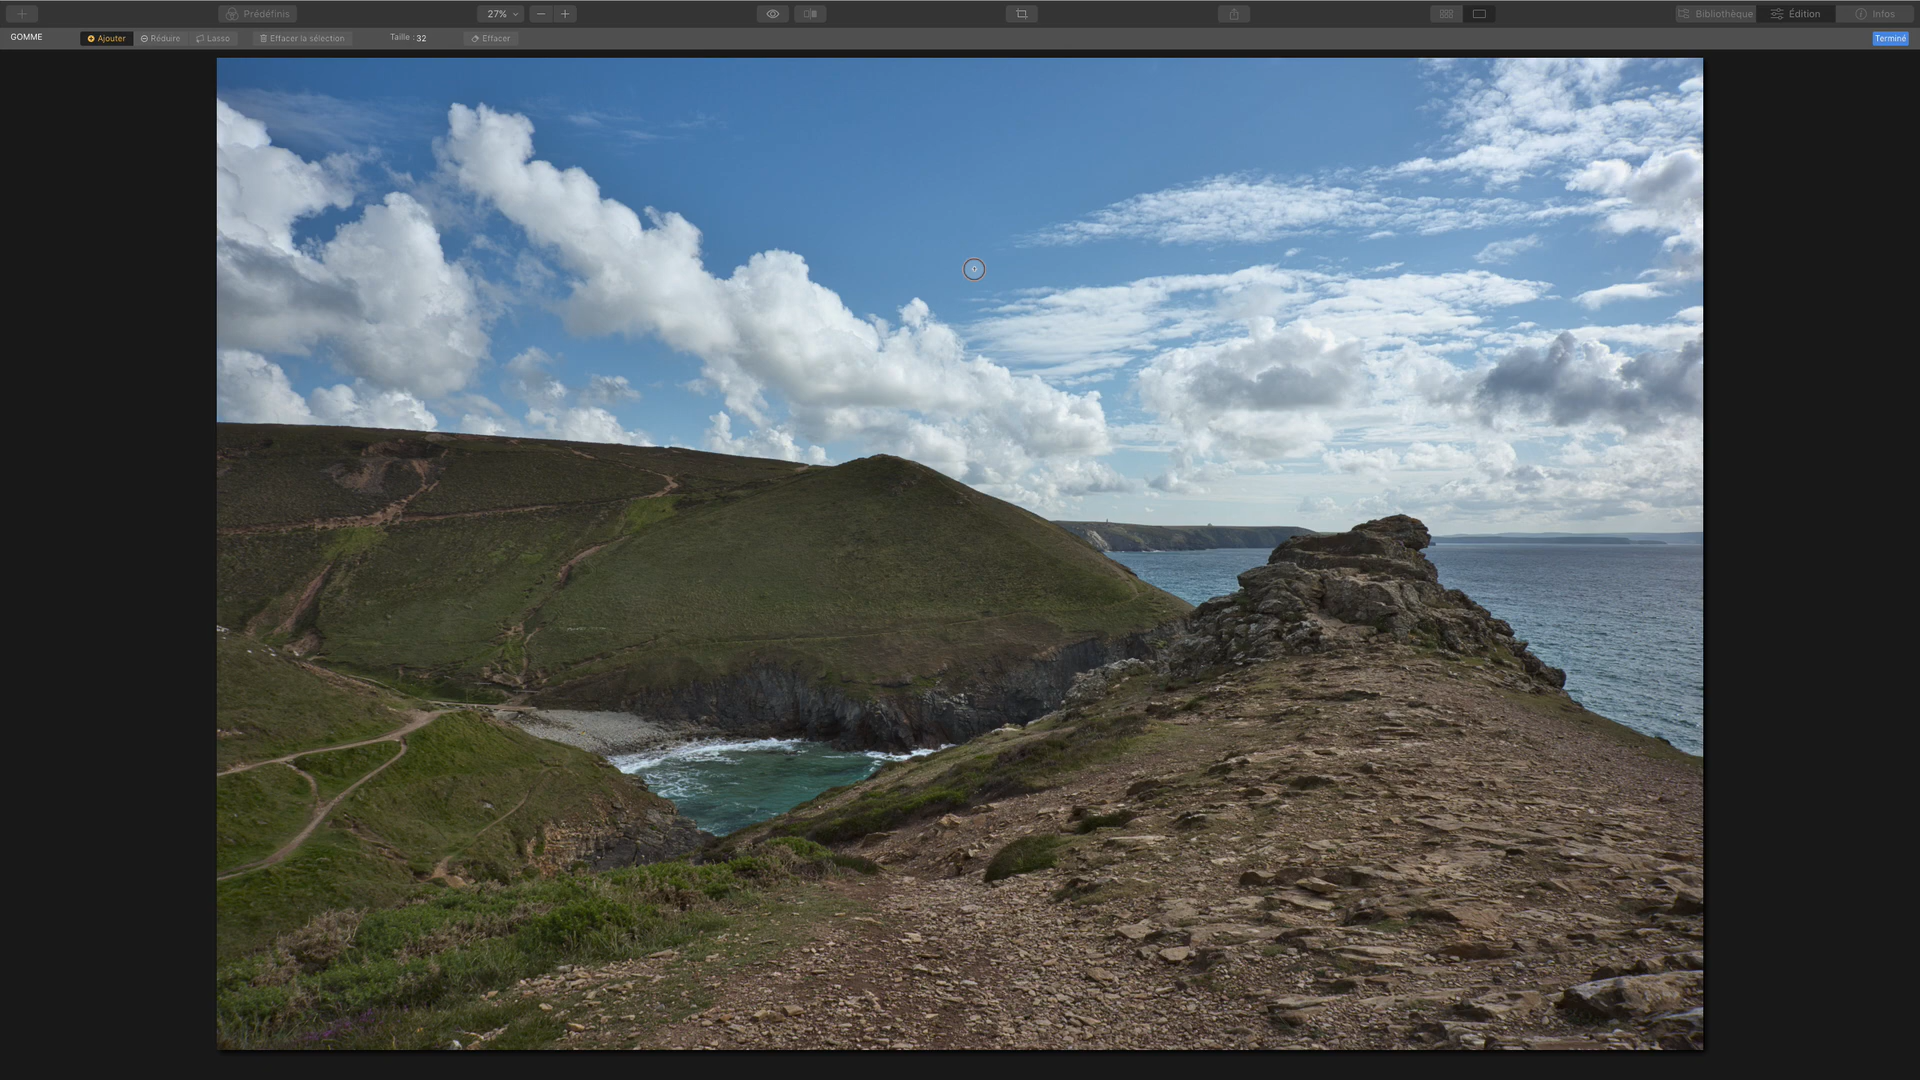 Prédéfinis 27% Bibliothèque Édition Infos
GOMME Ajouter Réduire Lasso Effacer la sélection Taille : 32 Effacer Terminé